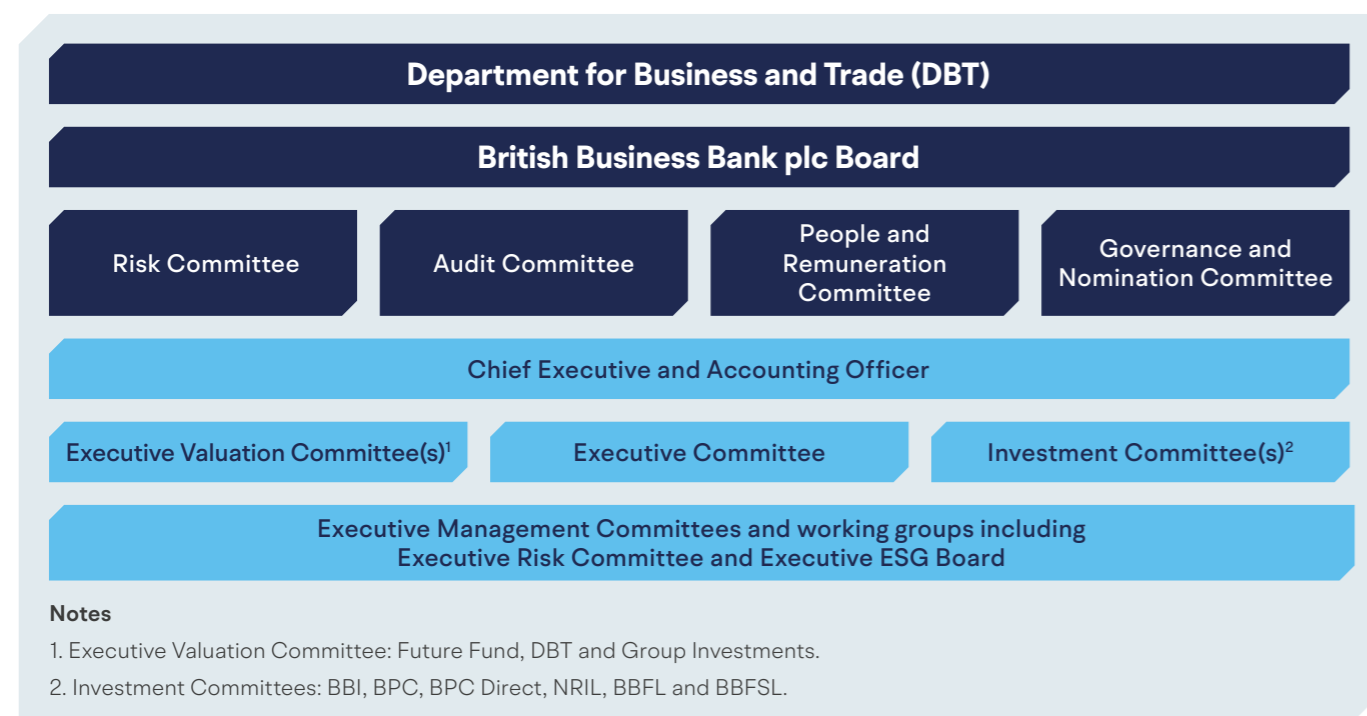 Department for Business and Trade (DBT)
British Business Bank plc Board
Risk Committee
Audit Committee
People and
Remuneration
Committee
Governance and
Nomination Committee
Chief Executive and Accounting Officer
Executive Valuation Committee(s)¹
Executive Committee
Investment Committee(s)²
Executive Management Committees and working groups including
Executive Risk Committee and Executive ESG Board
Notes
1. Executive Valuation Committee: Future Fund, DBT and Group Investments.
2. Investment Committees: BBI, BPC, BPC Direct, NRIL, BBFL and BBFSL.